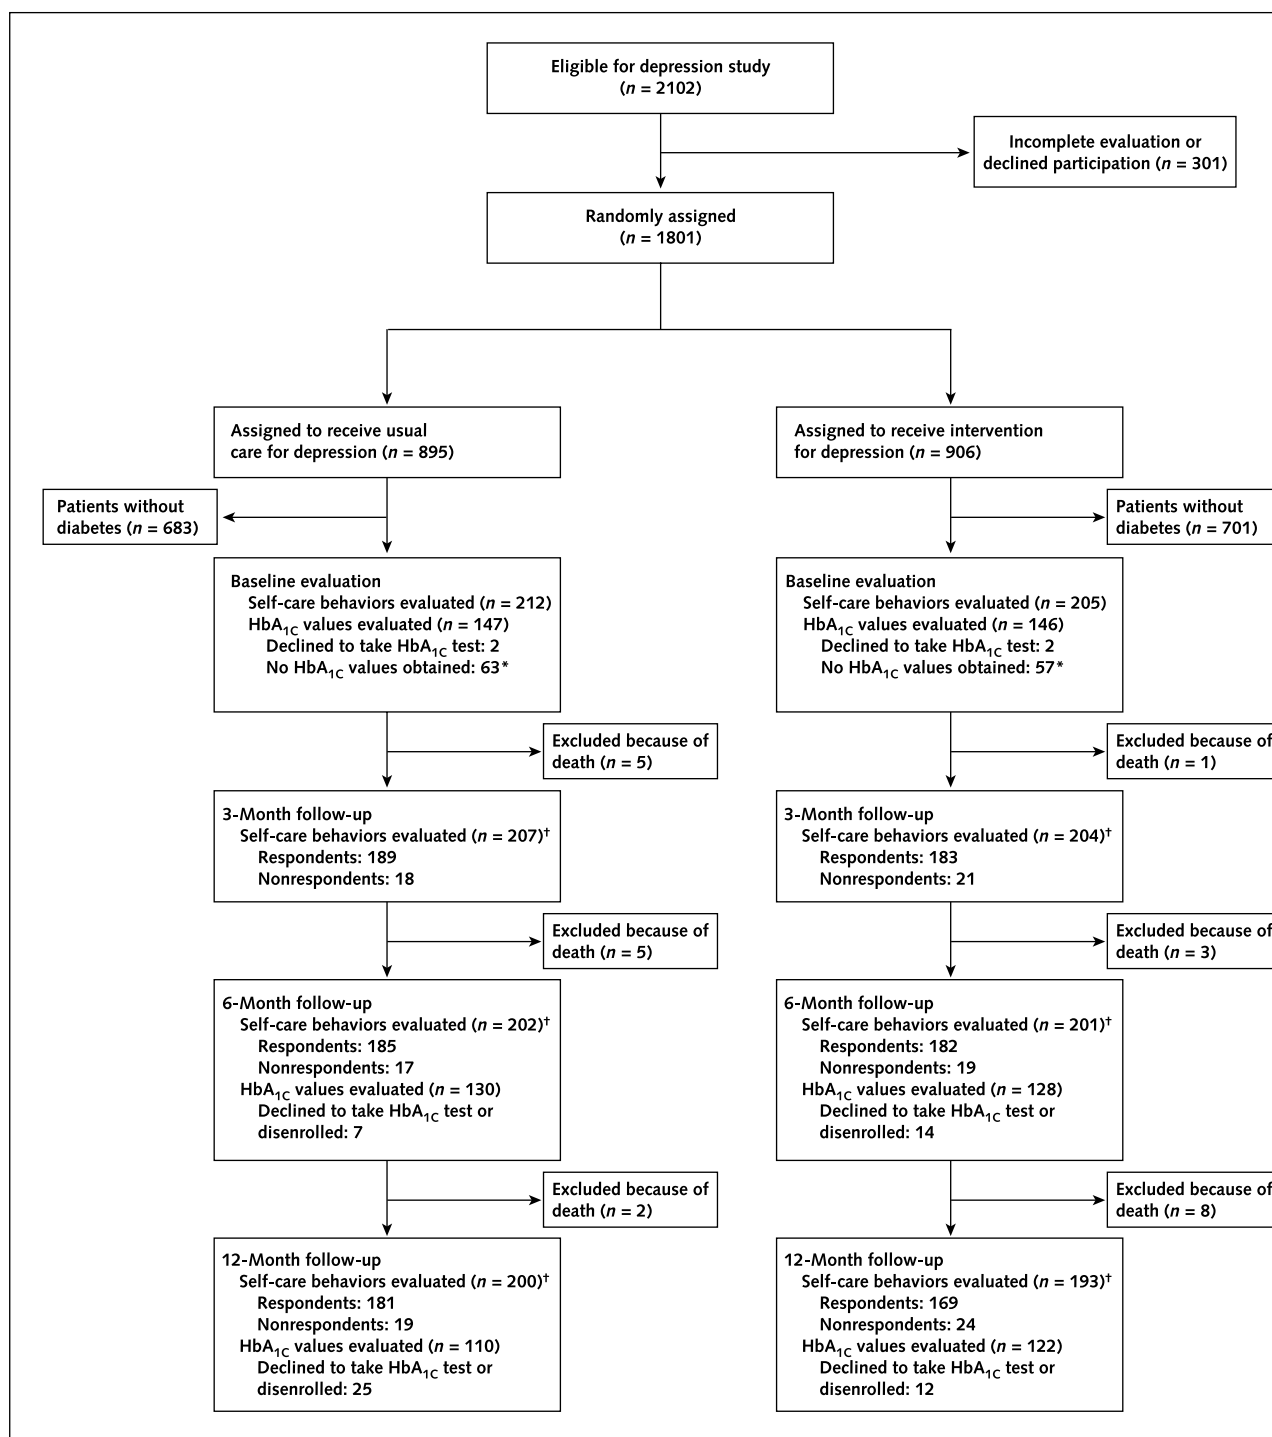 Eligible for depression study
(n = 2102)
Incomplete evaluation or
declined participation (n = 301)
Randomly assigned
(n = 1801)
Assigned to receive usual
care for depression (n = 895)
Assigned to receive intervention
for depression (n = 906)
Patients without
diabetes (n = 683)
Patients without
diabetes (n = 701)
Baseline evaluation
Self-care behaviors evaluated (n = 212)
HbA1C values evaluated (n = 147)
Declined to take HbA1C test: 2
No HbA1C values obtained: 63*
Baseline evaluation
Self-care behaviors evaluated (n = 205)
HbA1C values evaluated (n = 146)
Declined to take HbA1C test: 2
No HbA1C values obtained: 57*
Excluded because of
death (n = 5)
Excluded because of
death (n = 1)
3-Month follow-up
Self-care behaviors evaluated (n = 207)†
Respondents: 189
Nonrespondents: 18
3-Month follow-up
Self-care behaviors evaluated (n = 204)†
Respondents: 183
Nonrespondents: 21
Excluded because of
death (n = 5)
Excluded because of
death (n = 3)
6-Month follow-up
Self-care behaviors evaluated (n = 202)†
Respondents: 185
Nonrespondents: 17
HbA1C values evaluated (n = 130)
Declined to take HbA1C test or
disenrolled: 7
6-Month follow-up
Self-care behaviors evaluated (n = 201)†
Respondents: 182
Nonrespondents: 19
HbA1C values evaluated (n = 128)
Declined to take HbA1C test or
disenrolled: 14
Excluded because of
death (n = 2)
Excluded because of
death (n = 8)
12-Month follow-up
Self-care behaviors evaluated (n = 200)†
Respondents: 181
Nonrespondents: 19
HbA1C values evaluated (n = 110)
Declined to take HbA1C test or
disenrolled: 25
12-Month follow-up
Self-care behaviors evaluated (n = 193)†
Respondents: 169
Nonrespondents: 24
HbA1C values evaluated (n = 122)
Declined to take HbA1C test or
disenrolled: 12